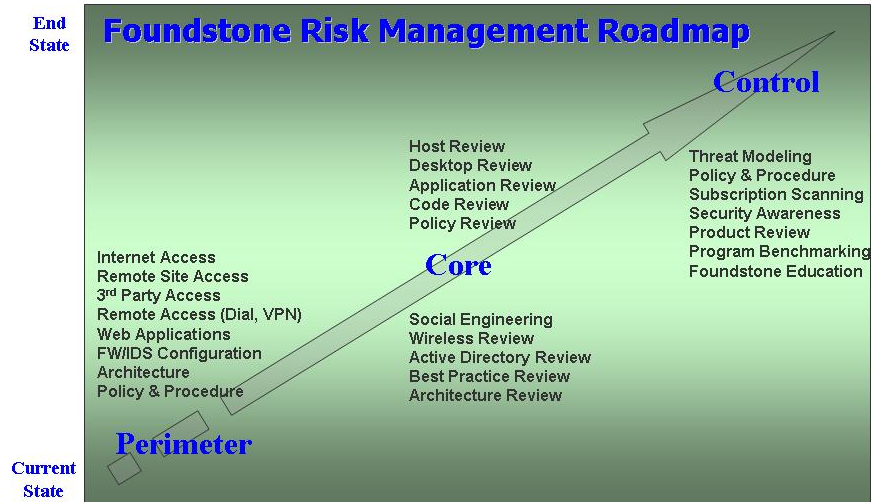 End
State
Foundstone Risk Management Roadmap
Control
Host Review
Desktop Review
Application Review
Code Review
Policy Review
Threat Modeling
Policy & Procedure
Subscription Scanning
Security Awareness
Product Review
Program Benchmarking
Foundstone Education
Internet Access
Remote Site Access
3rd Party Access
Remote Access (Dial, VPN)
Web Applications
FW/IDS Configuration
Architecture
Policy & Procedure
Core
Social Engineering
Wireless Review
Active Directory Review
Best Practice Review
Architecture Review
Perimeter
Current
State